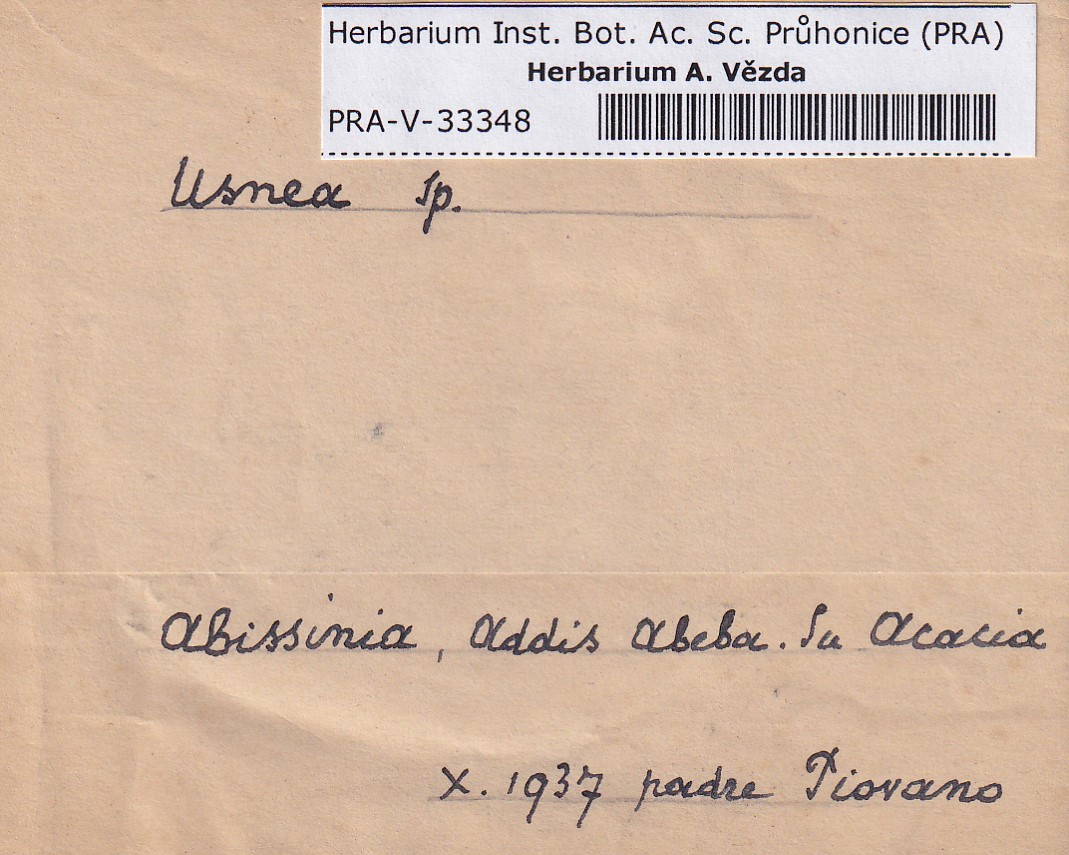 Herbarium Inst. Bot. Ac. Sc. Průhonice (PRA)
Herbarium A. Vězda
PRA-V-33348
Usnea Sp.
Abissinia, Addis Abeba. Su Acacia
X. 1937 padre Piovano